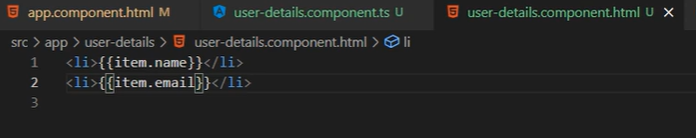 app.component.html M
user-details.component.ts U
user-details.component.html U
src > app > user-details > user-details.component.html > li
1 <li>{{item.name}}</li>
2 <li>{{item.email}}</li>
3